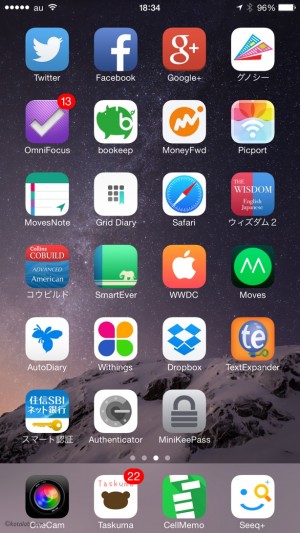 au 18:34 96%
Twitter Facebook Google+ グノシー
g+
13
THE WISDOM English Japanese
OmniFocus bookeep MoneyFwd Picport
MovesNote Grid Diary Safari ウィズダム2
Collins COBUILD ADVANCED American
コウビルド SmartEver WWDC Moves
te
AutoDiary Withings Dropbox TextExpander
住信SBI ネット銀行
スマート認証 Authenticator MiniKeePass
22
Taskuma
OneCam Taskuma CellMemo Seeq+